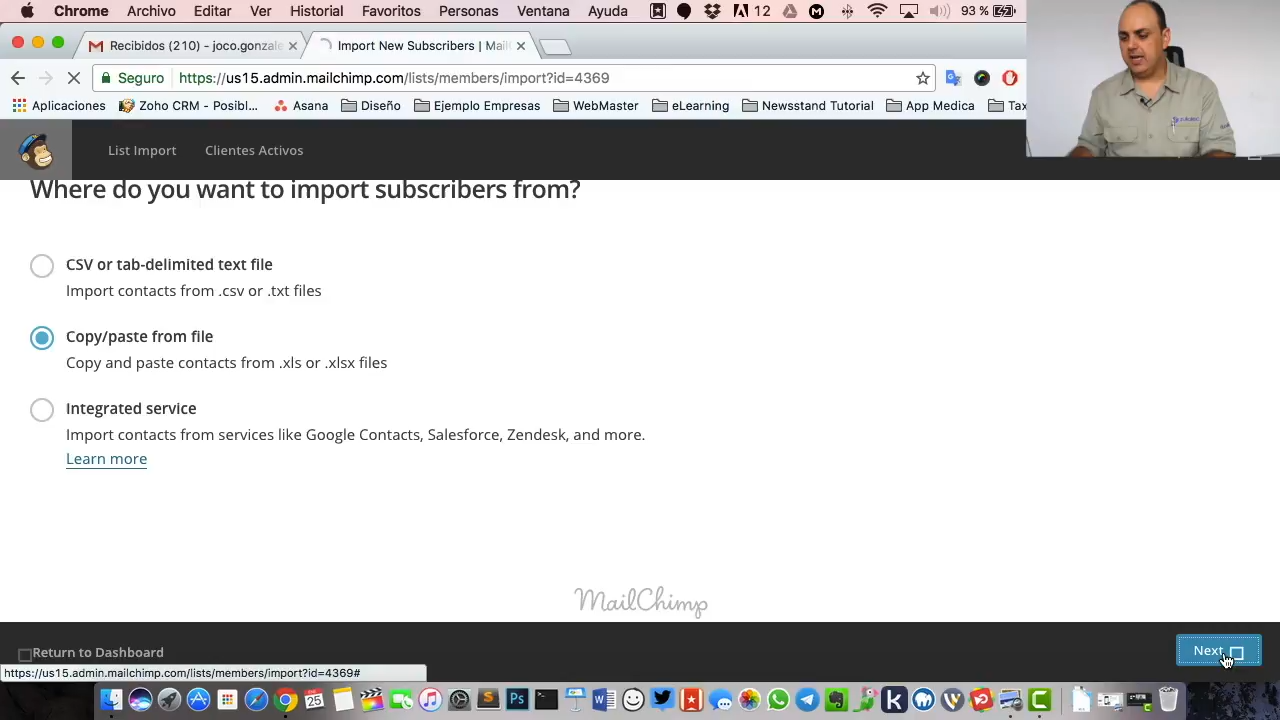 Chrome Archivo Editar Ver Historial Favoritos Personas Ventana Ayuda 12 93 %
Recibidos (210) - joco.gonzale
Import New Subscribers | Mail
Seguro https://us15.admin.mailchimp.com/lists/members/import?id=4369
Aplicaciones Zoho CRM - Posibl... Asana Diseño Ejemplo Empresas WebMaster eLearning Newsstand Tutorial App Medica Tax
List Import Clientes Activos
Where do you want to import subscribers from?
CSV or tab-delimited text file
Import contacts from .csv or .txt files
Copy/paste from file
Copy and paste contacts from .xls or .xlsx files
Integrated service
Import contacts from services like Google Contacts, Salesforce, Zendesk, and more.
Learn more
MailChimp
Return to Dashboard
Next
https://us15.admin.mailchimp.com/lists/members/import?id=4369#
25
Ps